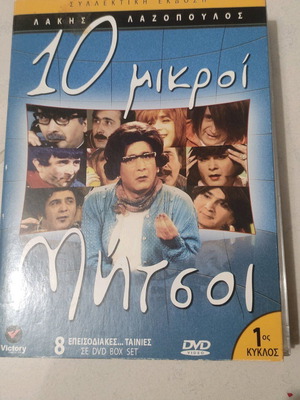 ΣΥΛΛΕΚΤΙΚΗ ΕΚΔΟΣΗ
ΛΑΚΗΣ ΛΑΖΟΠΟΥΛΟΣ
10 μικροί
Μήτσοι
8 ΕΠΕΙΣΟΔΙΑΚΕΣ... ΤΑΙΝΙΕΣ
ΣΕ DVD BOX SET
Victory
DVD
VIDEO
1ος
ΚΥΚΛΟΣ